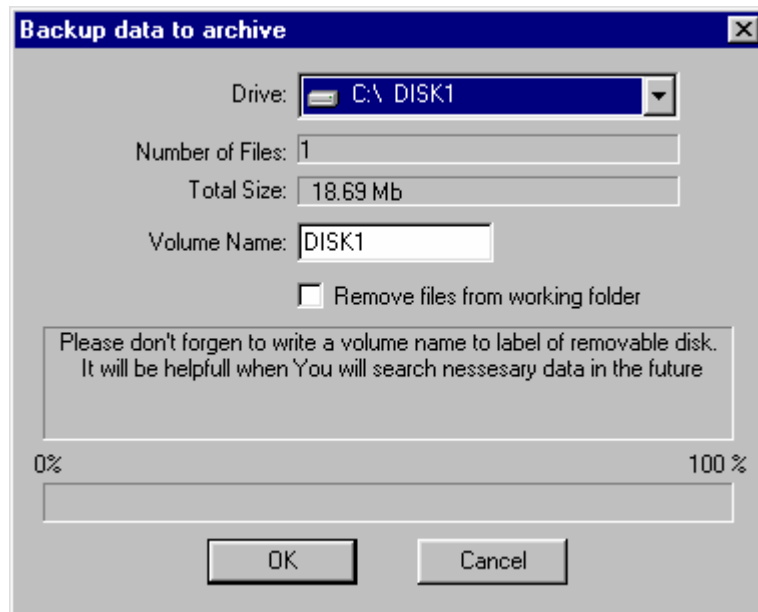 Backup data to archive
Drive: C:\ DISK1
Number of Files: 1
Total Size: 18.69 Mb
Volume Name: DISK1
Remove files from working folder
Please don't forgen to write a volume name to label of removable disk.
It will be helpfull when You will search nessesary data in the future
0% 100 %
OK Cancel